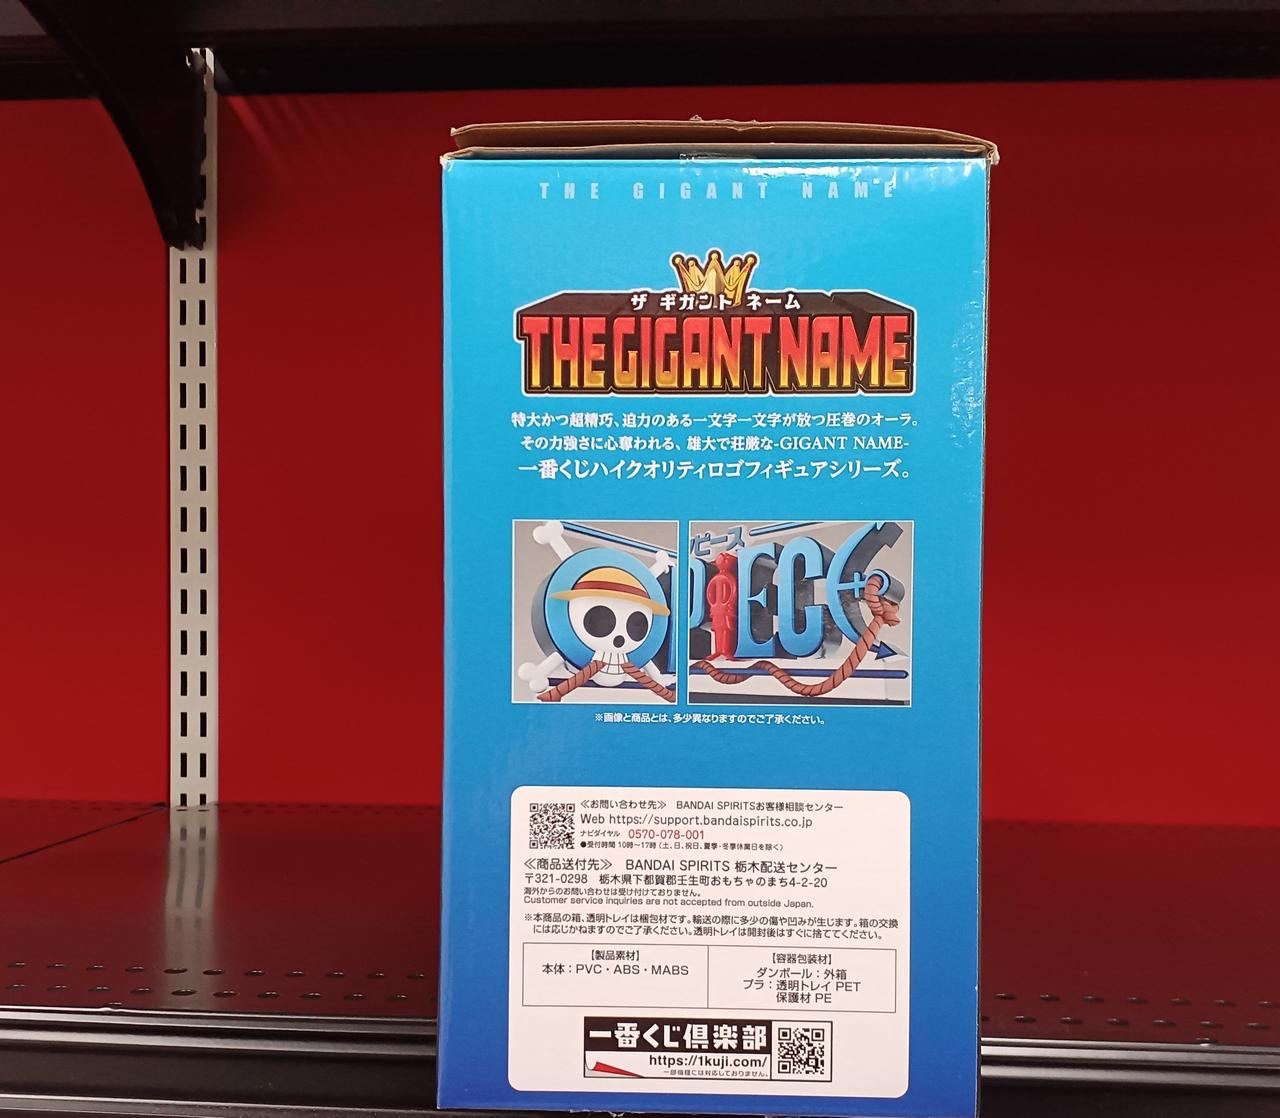 THE GIGANT NAME
ザ ギガント ネーム
THE GIGANT NAME
特大かつ超精巧、迫力のある一文字一文字が放つ圧巻のオーラ。
その力強さに心奪われる、雄大で荘厳な-GIGANT NAME-
一番くじハイクオリティロゴフィギュアシリーズ。
ピース
PIECE
※画像と商品とは、多少異なりますのでご了承ください。
≪お問い合わせ先≫ BANDAI SPIRITSお客様相談センター
Web https://support.bandaispirits.co.jp
ナビダイヤル 0570-078-001
●受付時間 10時〜17時（土、日、祝日、夏季・冬季休業日を除く）
≪商品送付先≫ BANDAI SPIRITS 栃木配送センター
〒321-0298 栃木県下都賀郡壬生町おもちゃのまち4-2-20
海外からのお問い合わせは受け付けておりません。
Customer service inquiries are not accepted from outside Japan.
※本商品の箱、透明トレイは梱包材です。輸送の際に多少の傷や凹みが生じます。箱の交換
には応じかねますのでご了承ください。透明トレイは開封後はすぐに捨ててください。
【製品素材】
本体：PVC・ABS・MABS
【容器包装材】
ダンボール：外箱
プラ：透明トレイ PET
保護材 PE
一番くじ倶楽部
https://1kuji.com/
一部機種には対応しておりません。